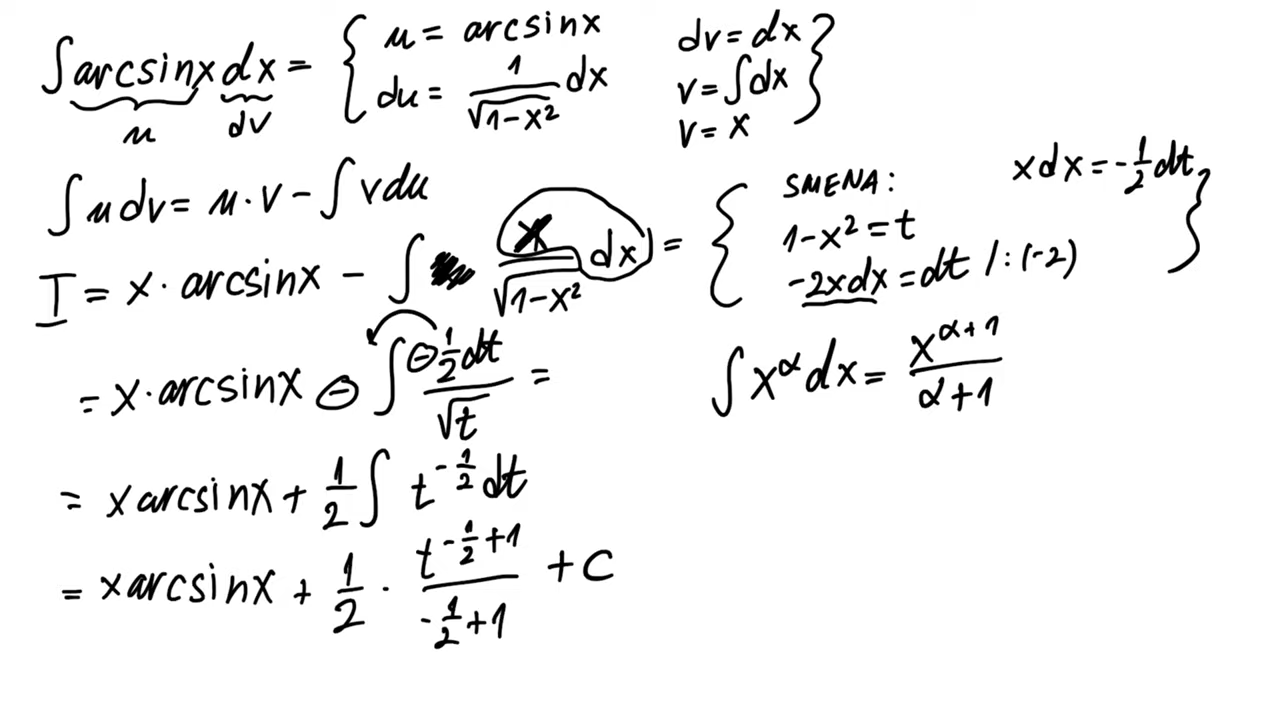 ∫ arcsinx dx = { u = arcsinx dv = dx }
u dv du = 1/√(1-x²) dx v = ∫dx
v = x
∫u dv = u · v - ∫v du
SMENA: x dx = -1/2 dt
I = x · arcsinx - ∫ x/√(1-x²) dx = { 1-x² = t }
-2x dx = dt /:(-2)
= x · arcsinx - ∫ (-1/2 dt)/√t = ∫ x^α dx = x^(α+1)/(α+1)
= x arcsinx + 1/2 ∫ t^(-1/2) dt
= x arcsinx + 1/2 · t^(-1/2+1)/(-1/2+1) + C